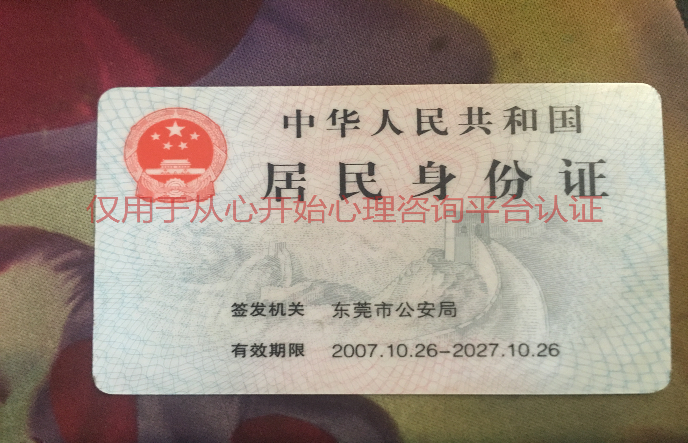 中华人民共和国
居民身份证
仅用于从心开始心理咨询平台认证
签发机关 东莞市公安局
有效期限 2007.10.26-2027.10.26